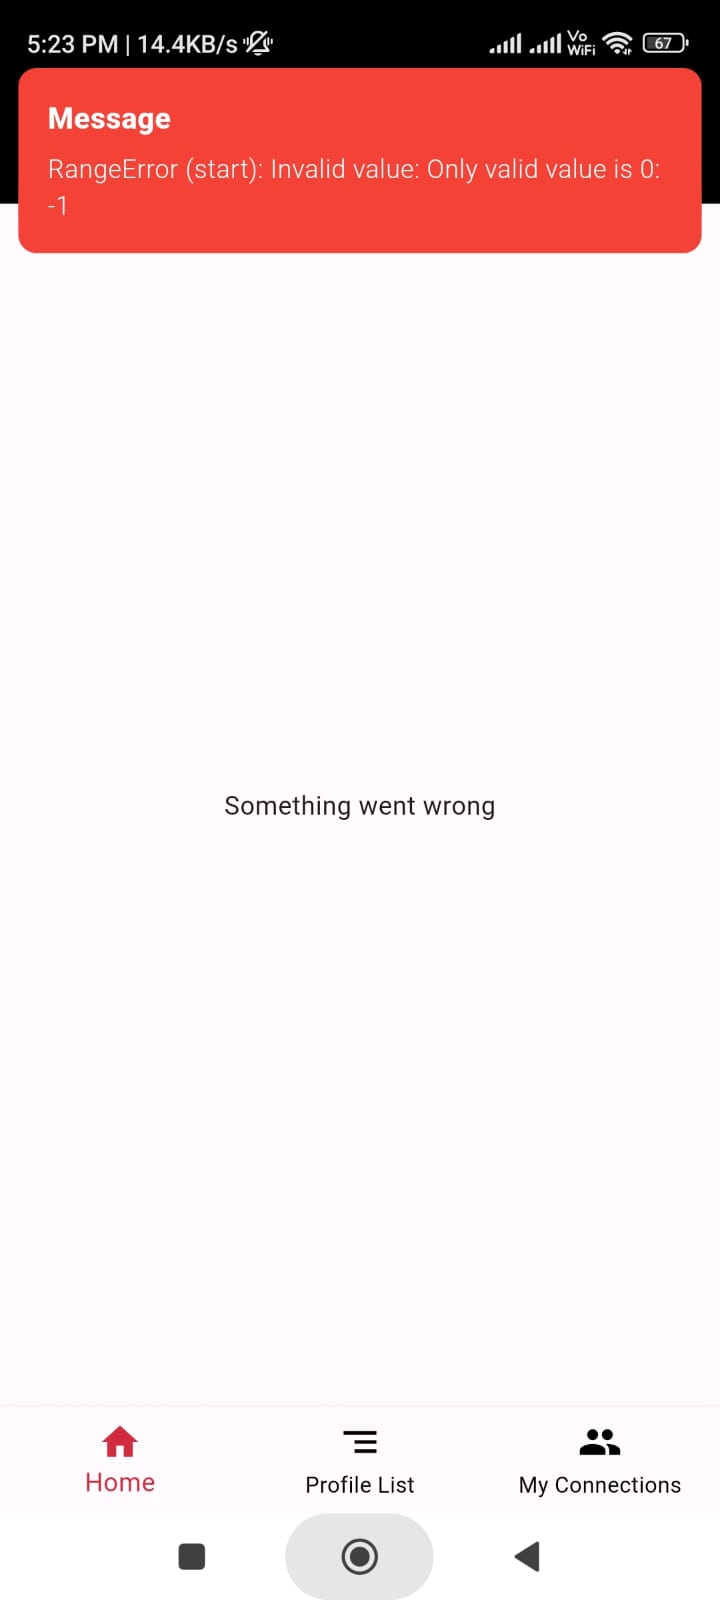 5:23 PM | 14.4KB/s
Vo
WiFi
67
Message
RangeError (start): Invalid value: Only valid value is 0:
-1
Something went wrong
Home
Profile List
My Connections